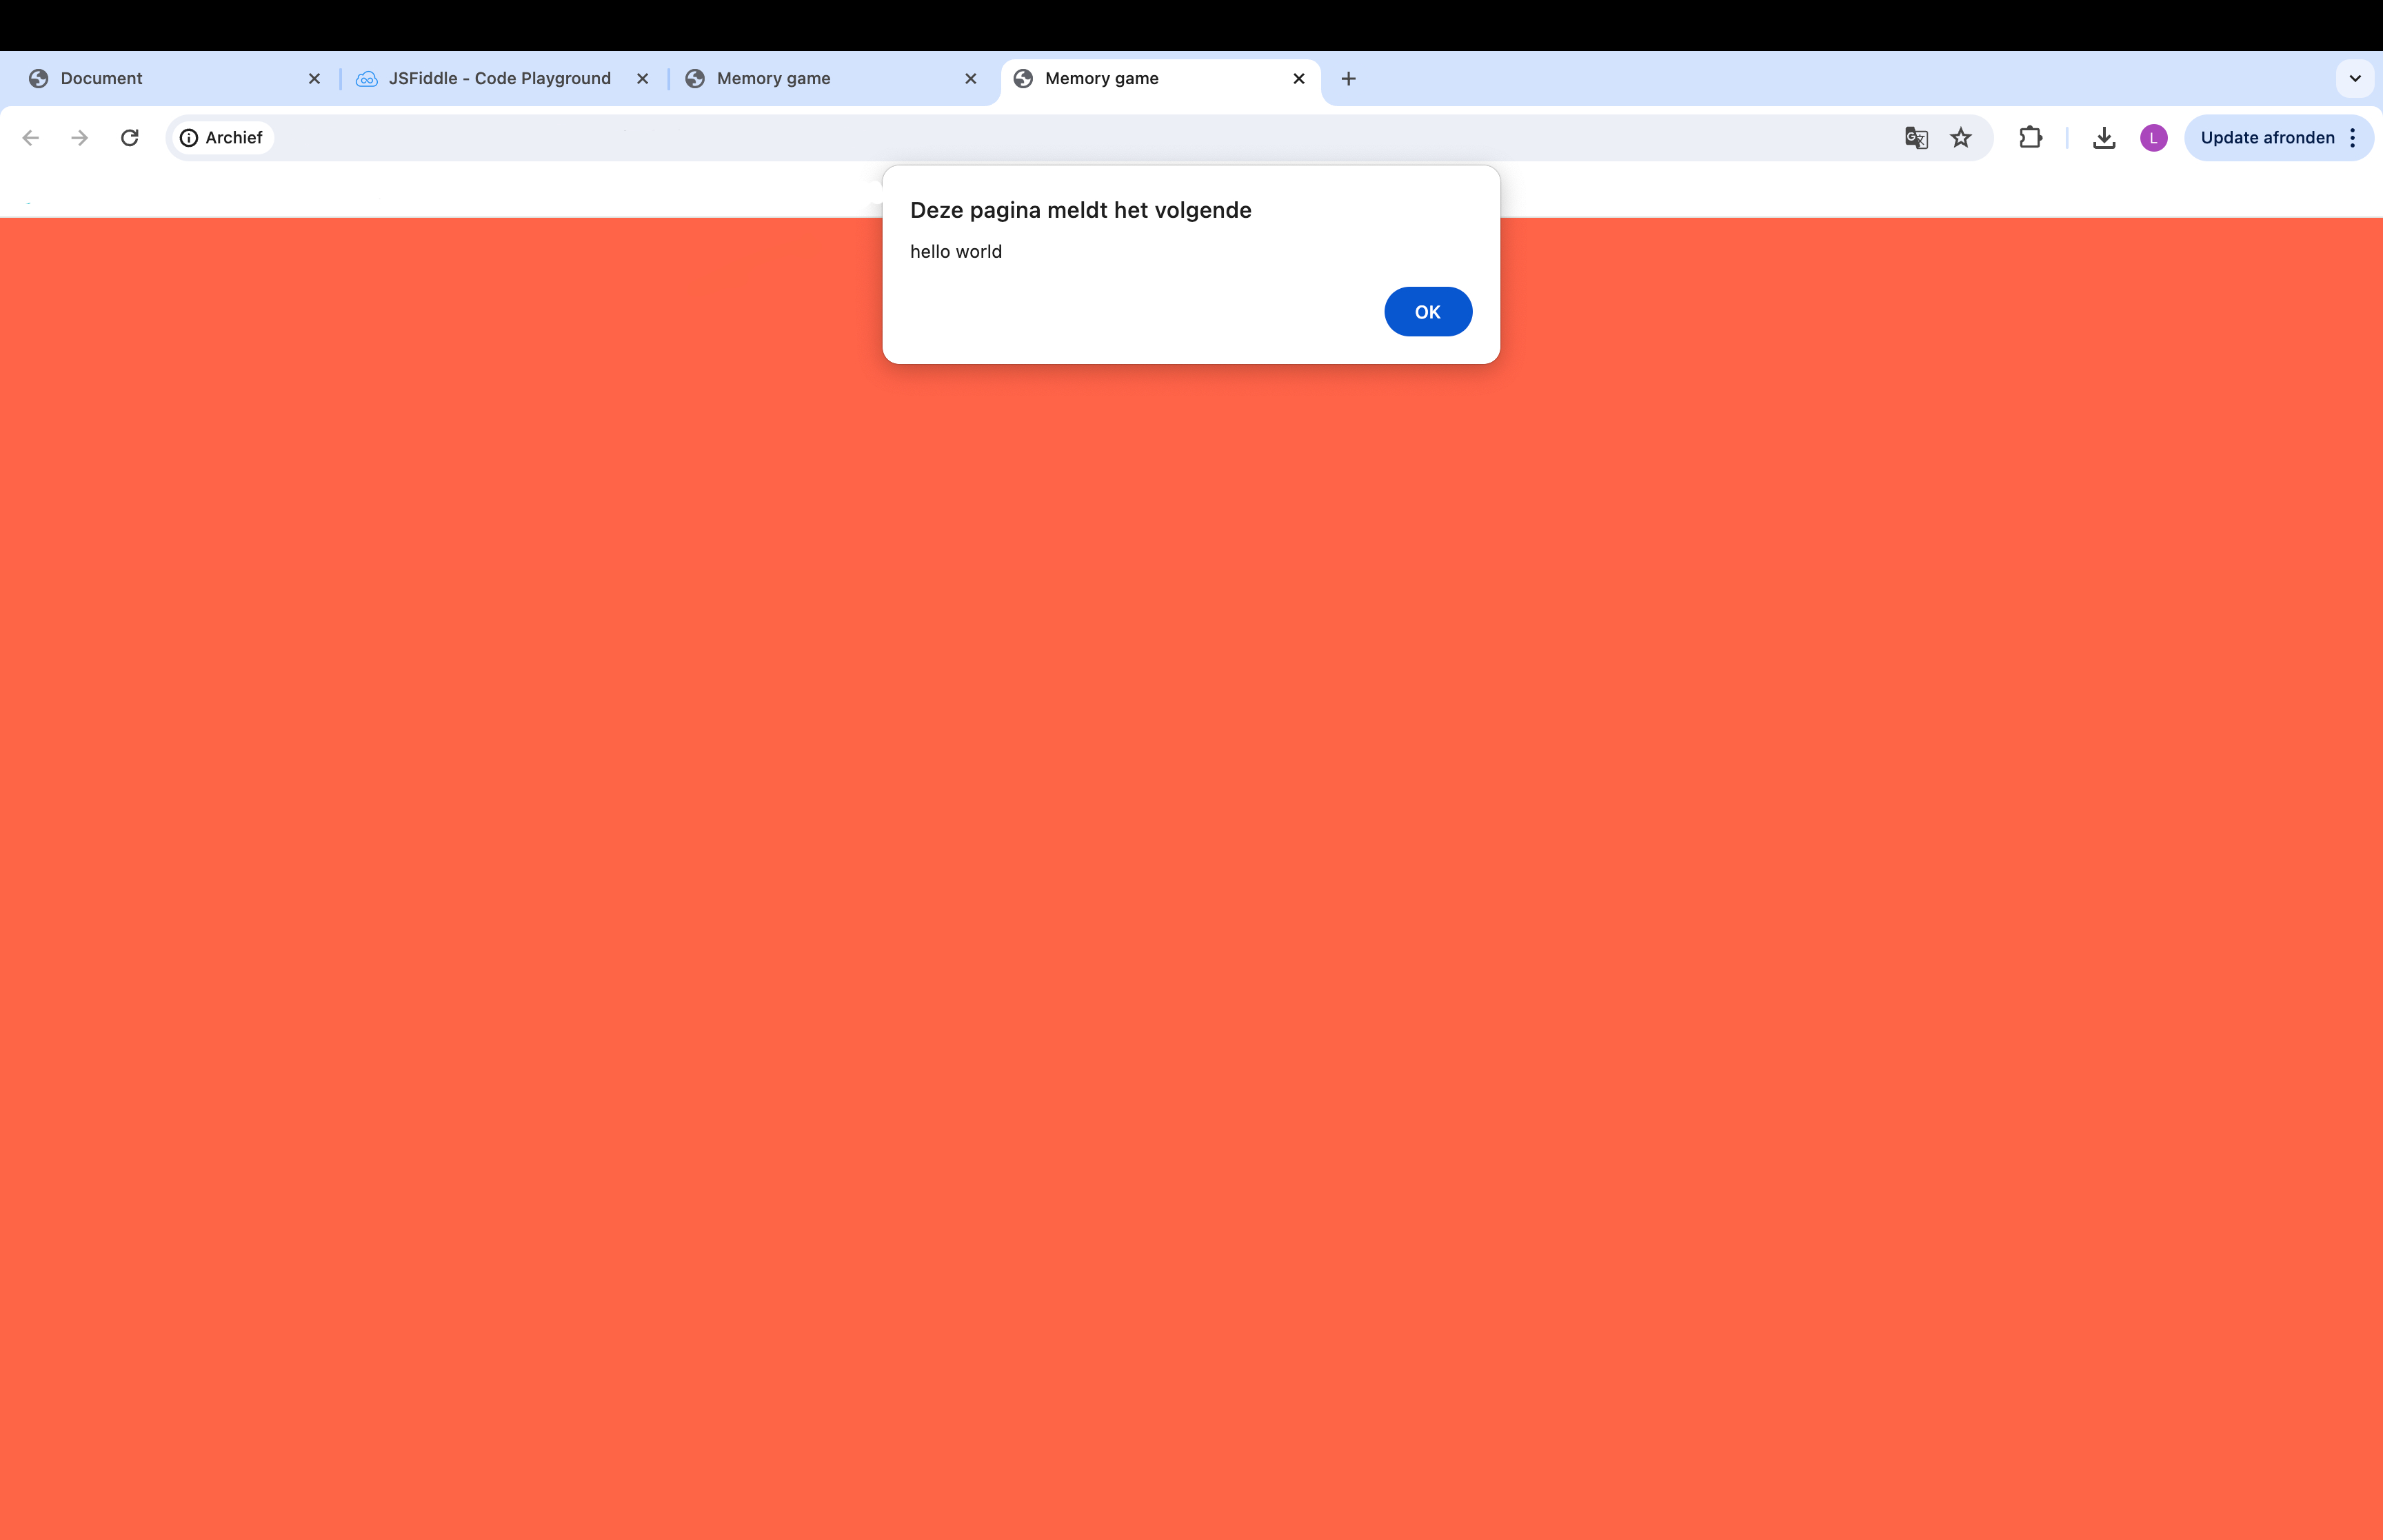 Document
JSFiddle - Code Playground
Memory game
Memory game
Archief
L
Update afronden
Deze pagina meldt het volgende
hello world
OK